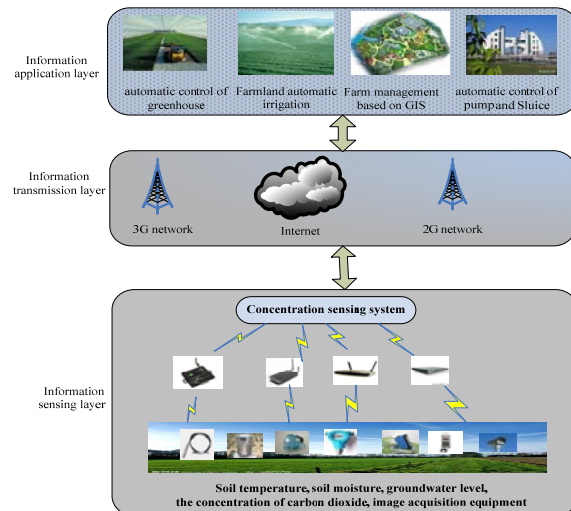 Information
application layer
automatic control of
greenhouse
Farmland automatic
irrigation
Farm management
based on GIS
automatic control of
pump and Sluice
Information
transmission layer
3G network
Internet
2G network
Information
sensing layer
Concentration sensing system
Soil temperature, soil moisture, groundwater level,
the concentration of carbon dioxide, image acquisition equipment